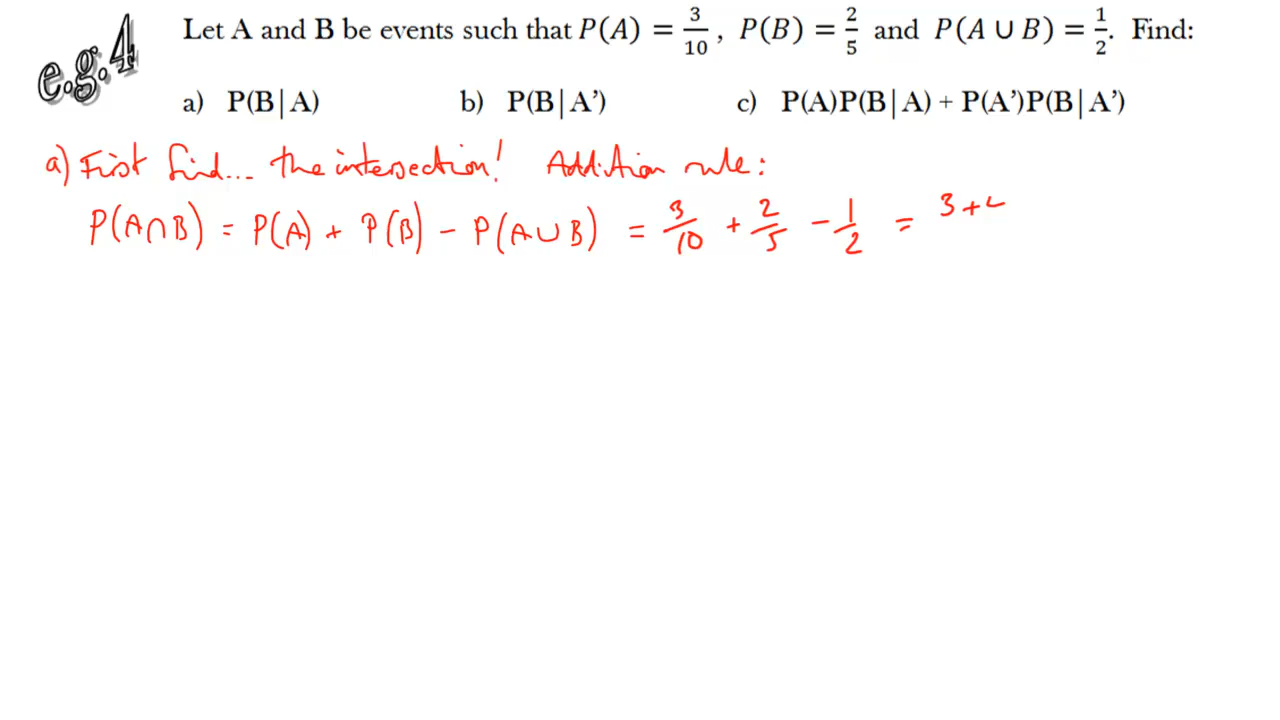 e.g.4
Let A and B be events such that P(A) = 3/10 , P(B) = 2/5 and P(A ∪ B) = 1/2. Find:
a) P(B|A) b) P(B|A’) c) P(A)P(B|A) + P(A’)P(B|A’)
a) First find... the intersection! Addition rule:
P(A∩B) = P(A) + P(B) − P(A∪B) = 3/10 + 2/5 − 1/2 = 3+